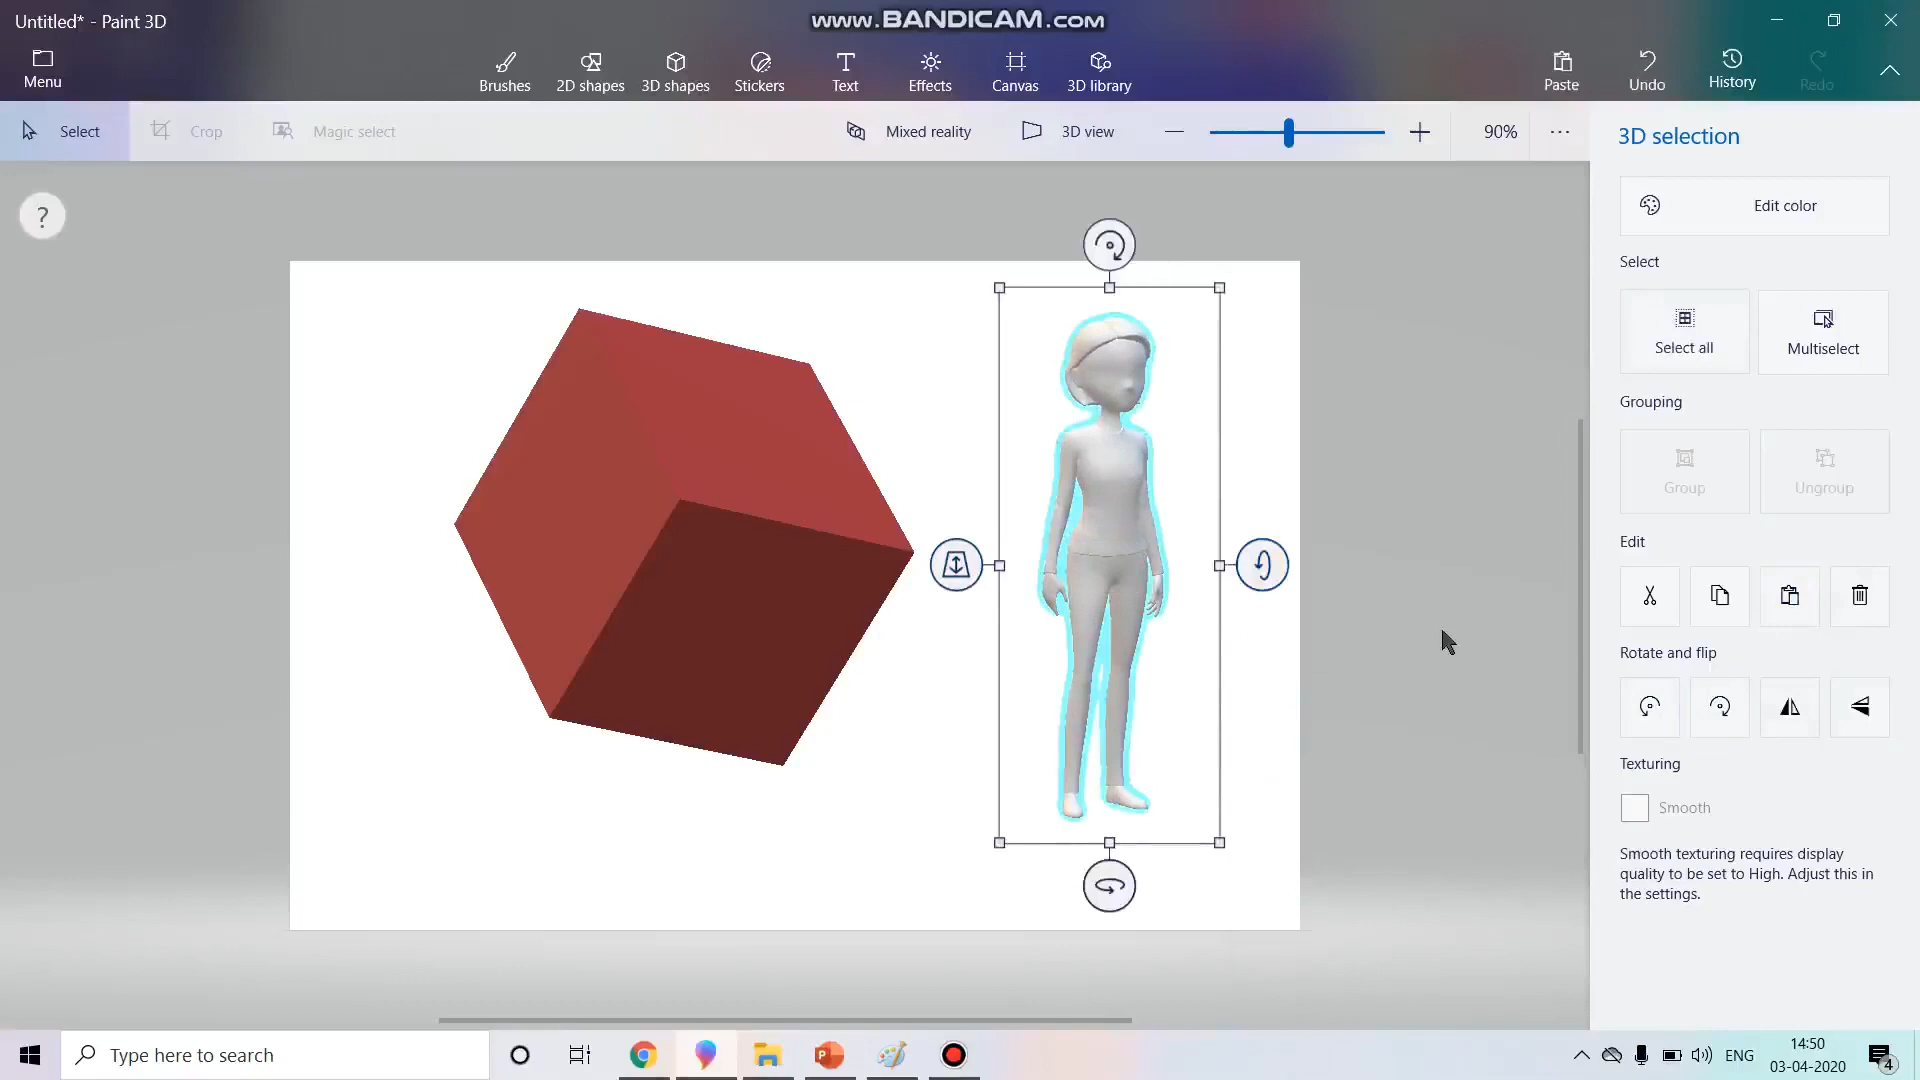 Untitled* - Paint 3D
www.BANDICAM.com
Menu
Brushes
2D shapes
3D shapes
Stickers
Text
Effects
Canvas
3D library
Paste
Undo
History
Redo
Select
Crop
Magic select
Mixed reality
3D view
90%
?
3D selection
Edit color
Select
Select all
Multiselect
Grouping
Group
Ungroup
Edit
Rotate and flip
Texturing
Smooth
Smooth texturing requires display
quality to be set to High. Adjust this in
the settings.
Type here to search
ENG
14:50
03-04-2020
4